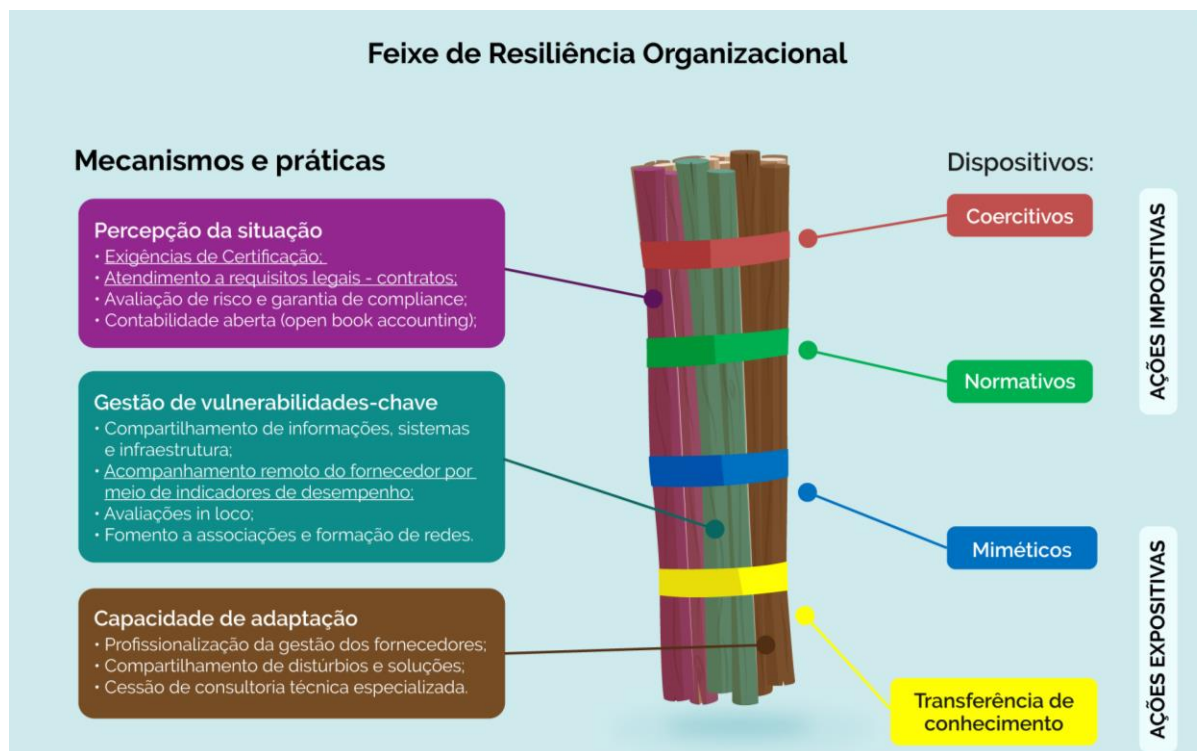 Feixe de Resiliência Organizacional
Mecanismos e práticas
Percepção da situação
• Exigências de Certificação;
• Atendimento a requisitos legais - contratos;
• Avaliação de risco e garantia de compliance;
• Contabilidade aberta (open book accounting);
Gestão de vulnerabilidades-chave
• Compartilhamento de informações, sistemas
e infraestrutura;
• Acompanhamento remoto do fornecedor por
meio de indicadores de desempenho;
• Avaliações in loco;
• Fomento a associações e formação de redes.
Capacidade de adaptação
• Profissionalização da gestão dos fornecedores;
• Compartilhamento de distúrbios e soluções;
• Cessão de consultoria técnica especializada.
Dispositivos:
Coercitivos
Normativos
Miméticos
Transferência de
conhecimento
AÇÕES IMPOSITIVAS
AÇÕES EXPOSITIVAS